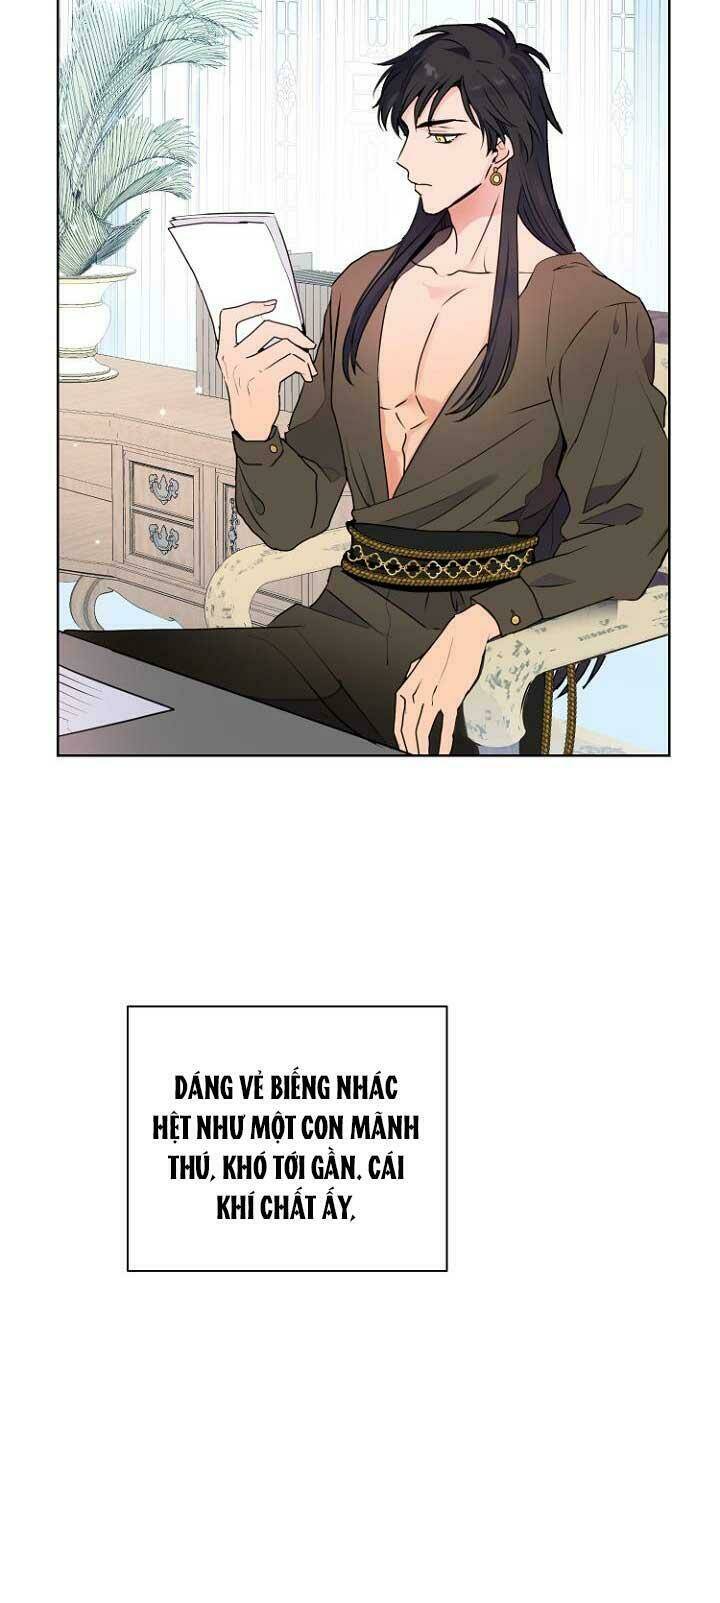 DÁNG VẺ BIẾNG NHÁC
HỆT NHƯ MỘT CON MÃNH
THÚ, KHÓ TỚI GẦN. CÁI
KHÍ CHẤT ẤY,